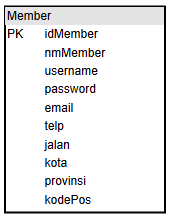 Member
PK idMember
nmMember
username
password
email
telp
jalan
kota
provinsi
kodePos